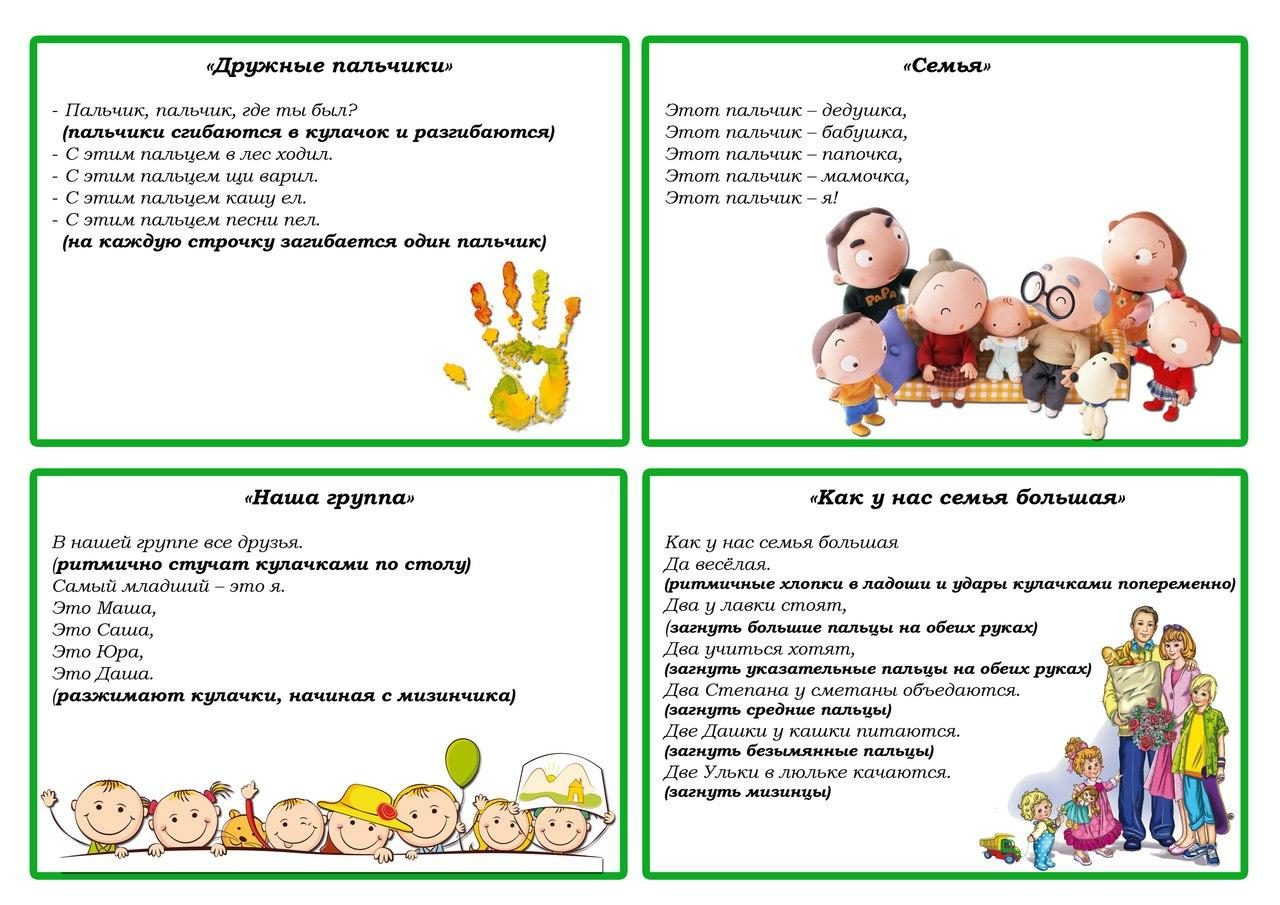 «Дружные пальчики»
- Пальчик, пальчик, где ты был?
(пальчики сгибаются в кулачок и разгибаются)
- С этим пальцем в лес ходил.
- С этим пальцем щи варил.
- С этим пальцем кашу ел.
- С этим пальцем песни пел.
(на каждую строчку загибается один пальчик)
«Семья»
Этот пальчик – дедушка,
Этот пальчик – бабушка,
Этот пальчик – папочка,
Этот пальчик – мамочка,
Этот пальчик – я!
PAPA
«Наша группа»
В нашей группе все друзья.
(ритмично стучат кулачками по столу)
Самый младший – это я.
Это Маша,
Это Саша,
Это Юра,
Это Даша.
(разжимают кулачки, начиная с мизинчика)
«Как у нас семья большая»
Как у нас семья большая
Да весёлая.
(ритмичные хлопки в ладоши и удары кулачками попеременно)
Два у лавки стоят,
(загнуть большие пальцы на обеих руках)
Два учиться хотят,
(загнуть указательные пальцы на обеих руках)
Два Степана у сметаны объедаются.
(загнуть средние пальцы)
Две Дашки у кашки питаются.
(загнуть безымянные пальцы)
Две Ульки в люльке качаются.
(загнуть мизинцы)